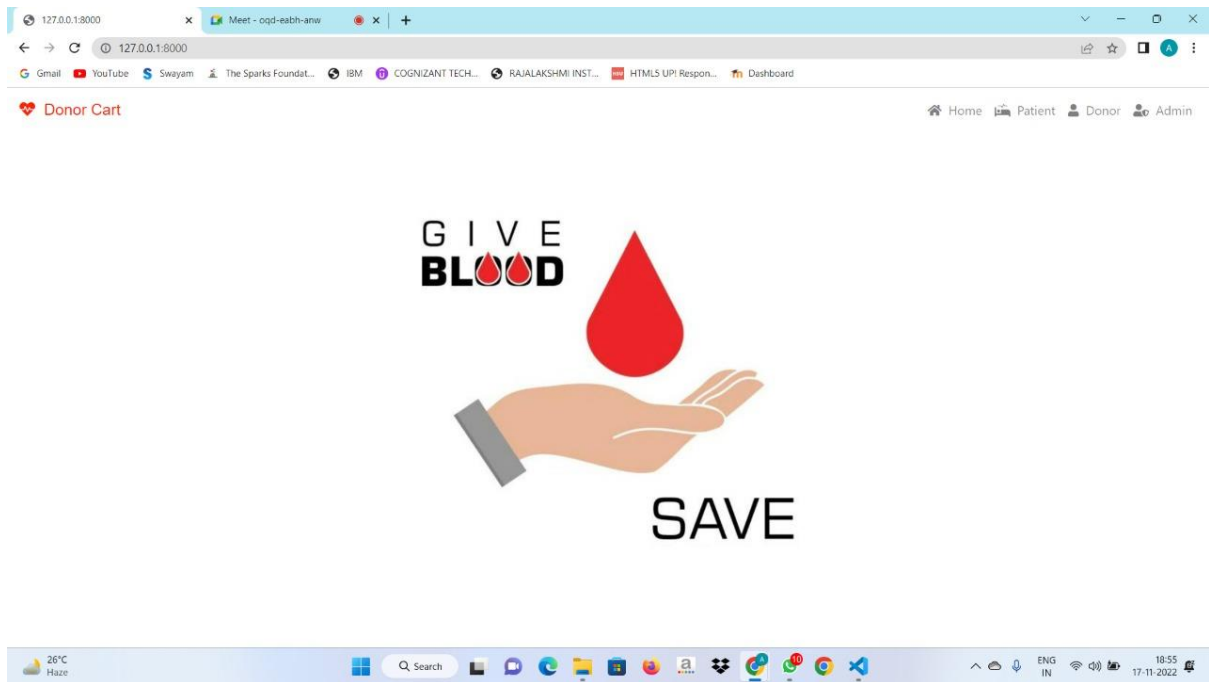 127.0.0.1:8000
Meet - oqd-eabh-anw
127.0.0.1:8000
Gmail YouTube Swayam The Sparks Foundat... IBM COGNIZANT TECH... RAJALAKSHMI INST... HTML5 UP! Respon... Dashboard
Donor Cart
Home Patient Donor Admin
GIVE
BLOOD
SAVE
26°C
Haze
Search
10
ENG
IN
18:55
17-11-2022